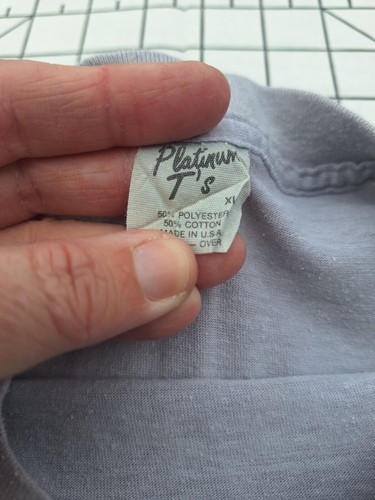 Platinum
T's
XL
50% POLYESTER
50% COTTON
MADE IN U.S.A.
— OVER